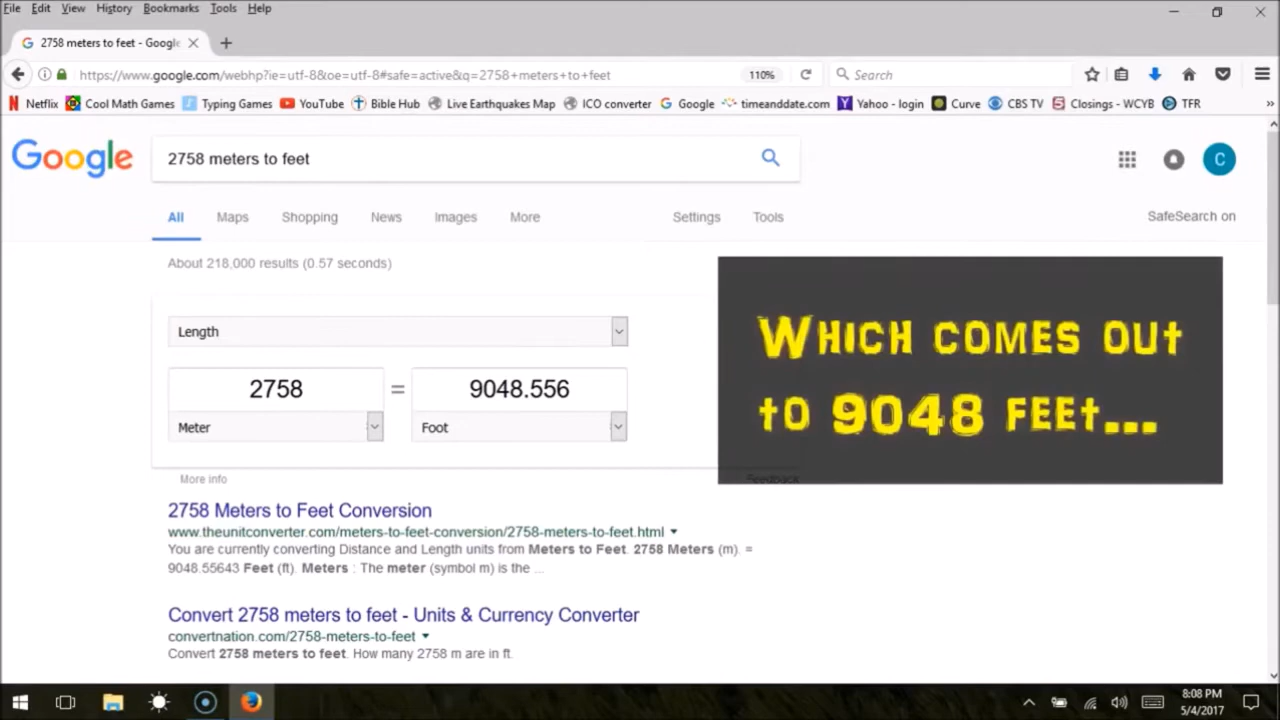 File Edit View History Bookmarks Tools Help
2758 meters to feet - Google
https://www.google.com/webhp?ie=utf-8&oe=utf-8#safe=active&q=2758+meters+to+feet 110% Search
Netflix Cool Math Games Typing Games YouTube Bible Hub Live Earthquakes Map ICO converter Google timeanddate.com Yahoo - login Curve CBS TV Closings - WCYB TFR »
Google 2758 meters to feet C
All Maps Shopping News Images More Settings Tools SafeSearch on
About 218,000 results (0.57 seconds)
Length
2758 = 9048.556
Meter Foot
Which comes out
to 9048 feet...
More info Feedback
2758 Meters to Feet Conversion
www.theunitconverter.com/meters-to-feet-conversion/2758-meters-to-feet.html
You are currently converting Distance and Length units from Meters to Feet. 2758 Meters (m). =
9048.55643 Feet (ft). Meters : The meter (symbol m) is the ...
Convert 2758 meters to feet - Units & Currency Converter
convertnation.com/2758-meters-to-feet
Convert 2758 meters to feet. How many 2758 m are in ft.
8:08 PM
5/4/2017